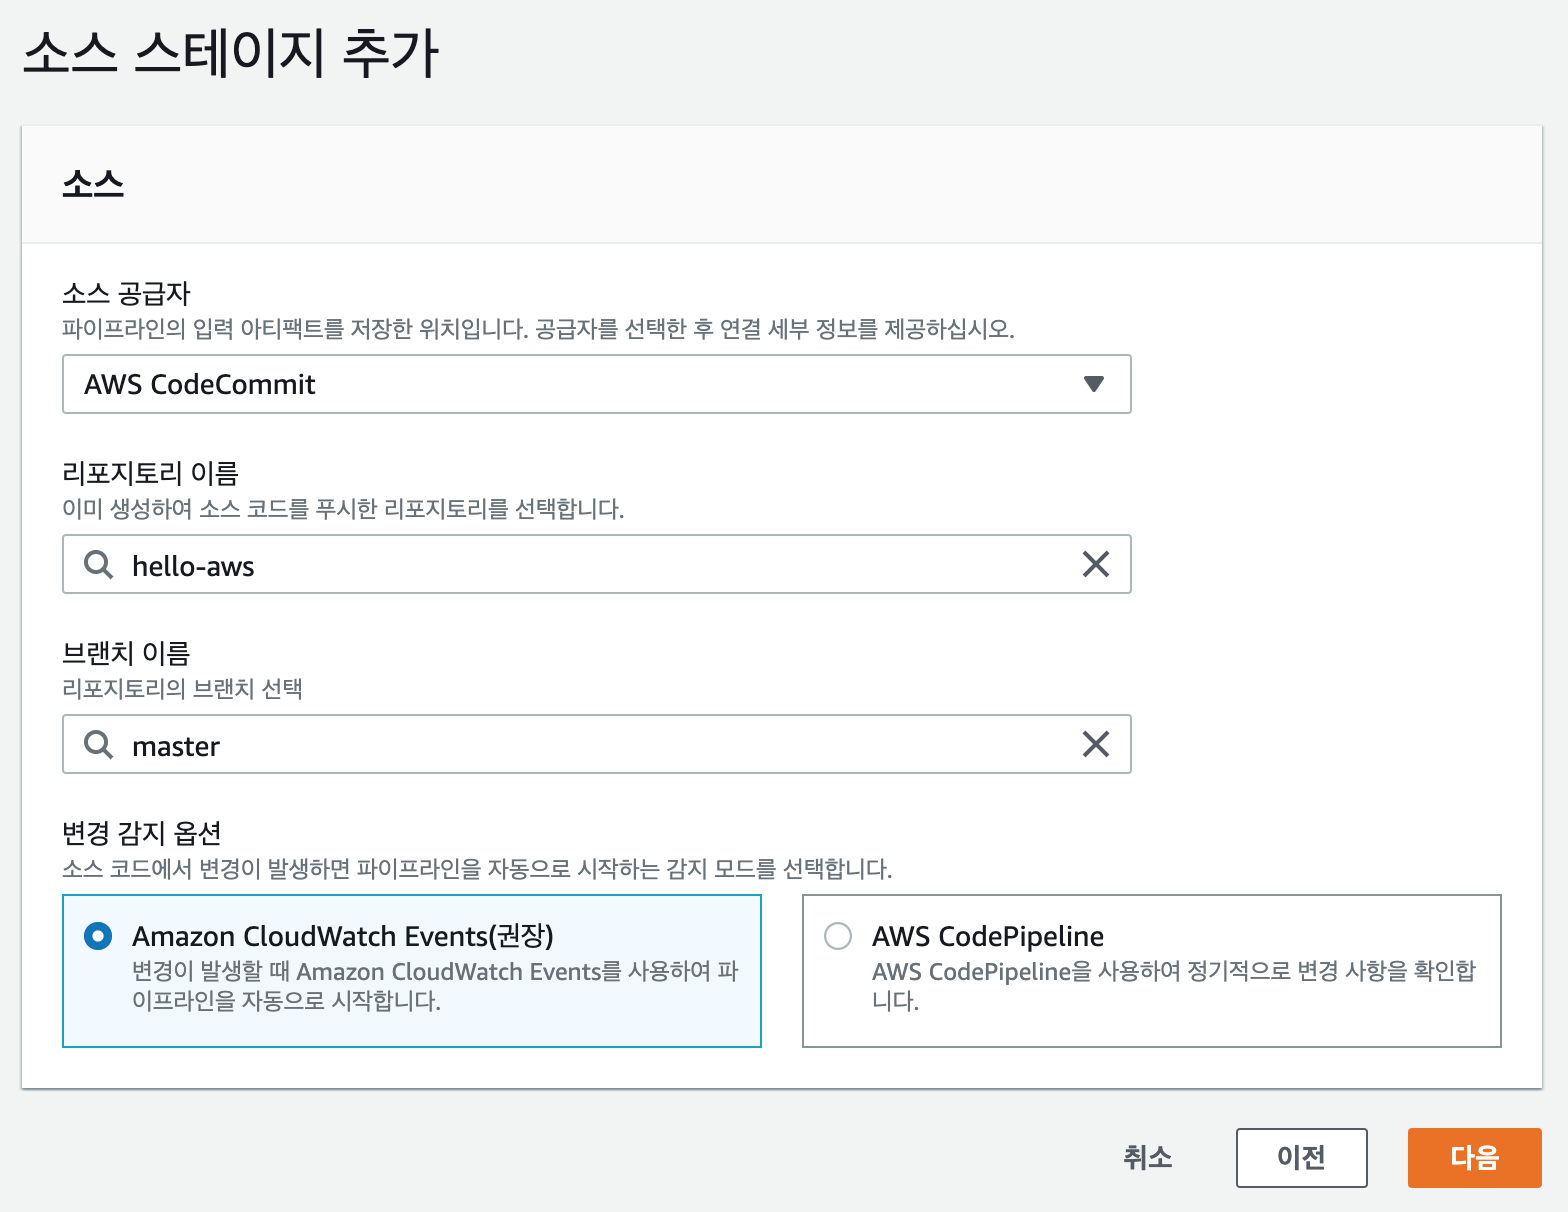 소스 스테이지 추가
소스
소스 공급자
파이프라인의 입력 아티팩트를 저장한 위치입니다. 공급자를 선택한 후 연결 세부 정보를 제공하십시오.
AWS CodeCommit
리포지토리 이름
이미 생성하여 소스 코드를 푸시한 리포지토리를 선택합니다.
hello-aws
브랜치 이름
리포지토리의 브랜치 선택
master
변경 감지 옵션
소스 코드에서 변경이 발생하면 파이프라인을 자동으로 시작하는 감지 모드를 선택합니다.
Amazon CloudWatch Events(권장)
변경이 발생할 때 Amazon CloudWatch Events를 사용하여 파
이프라인을 자동으로 시작합니다.
AWS CodePipeline
AWS CodePipeline을 사용하여 정기적으로 변경 사항을 확인합
니다.
취소
이전
다음